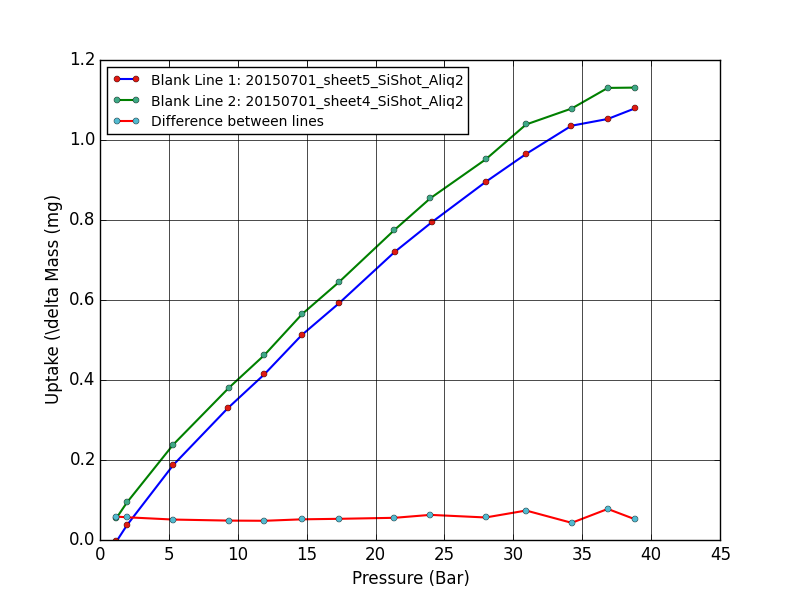 1.2
1.0
0.8
0.6
0.4
0.2
0.0
Uptake (\delta Mass (mg)
Blank Line 1: 20150701_sheet5_SiShot_Aliq2
Blank Line 2: 20150701_sheet4_SiShot_Aliq2
Difference between lines
0 5 10 15 20 25 30 35 40 45
Pressure (Bar)